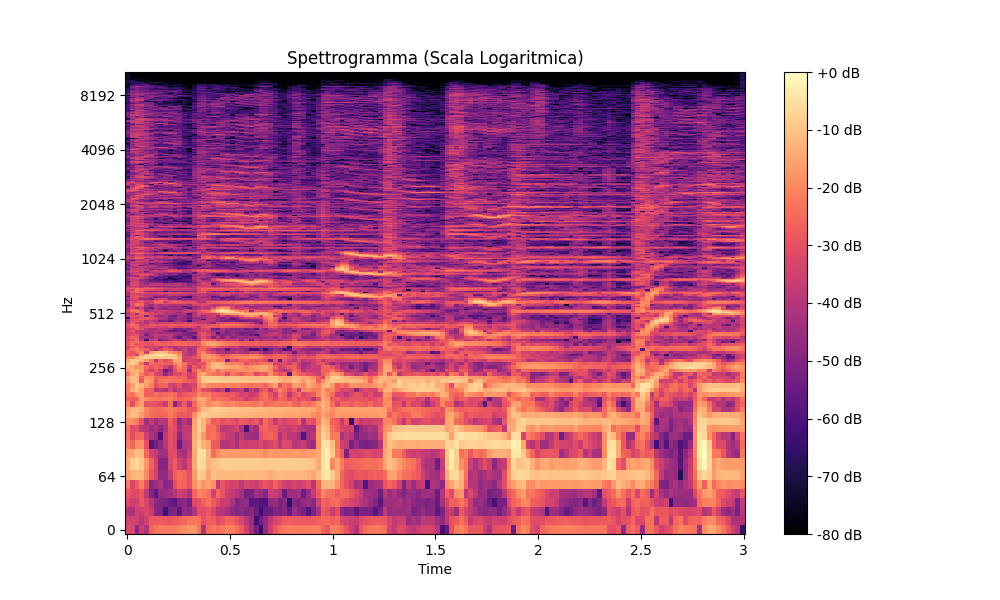 Spettrogramma (Scala Logaritmica)
Hz
8192
4096
2048
1024
512
256
128
64
0
0
0.5
1
1.5
2
2.5
3
Time
+0 dB
-10 dB
-20 dB
-30 dB
-40 dB
-50 dB
-60 dB
-70 dB
-80 dB